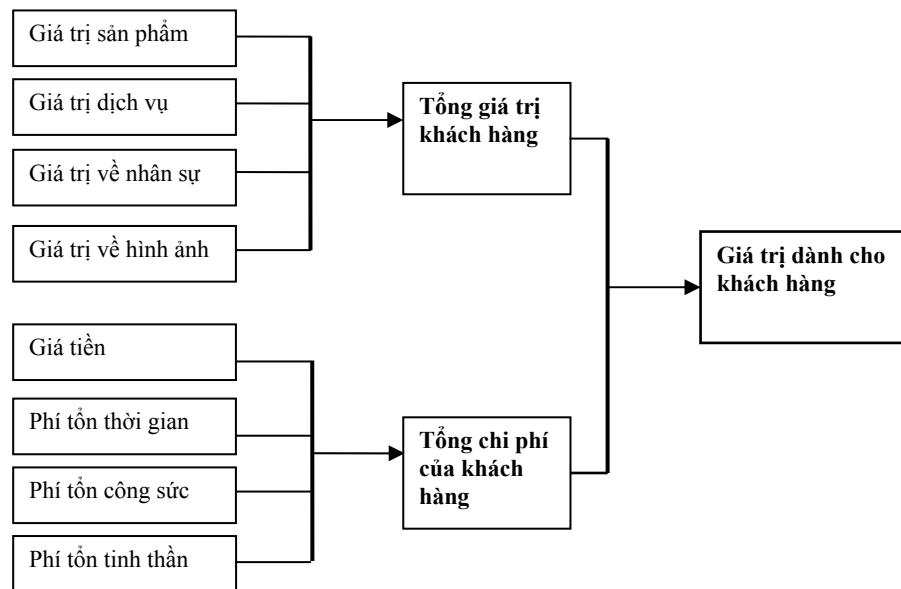 Giá trị sản phẩm
Giá trị dịch vụ
Giá trị về nhân sự
Giá trị về hình ảnh
Tổng giá trị
khách hàng
Giá trị dành cho
khách hàng
Giá tiền
Phí tổn thời gian
Phí tổn công sức
Phí tổn tinh thần
Tổng chi phí
của khách
hàng